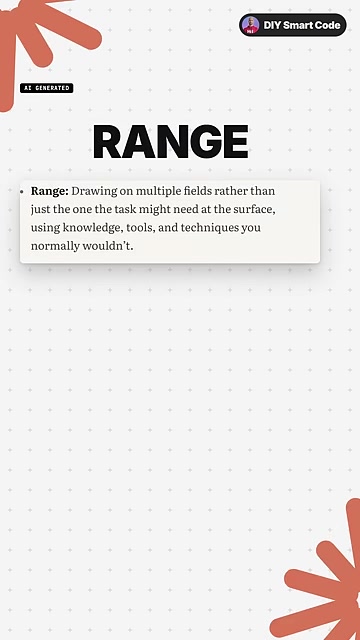 DIY Smart Code
AI GENERATED
RANGE
• Range: Drawing on multiple fields rather than
just the one the task might need at the surface,
using knowledge, tools, and techniques you
normally wouldn’t.